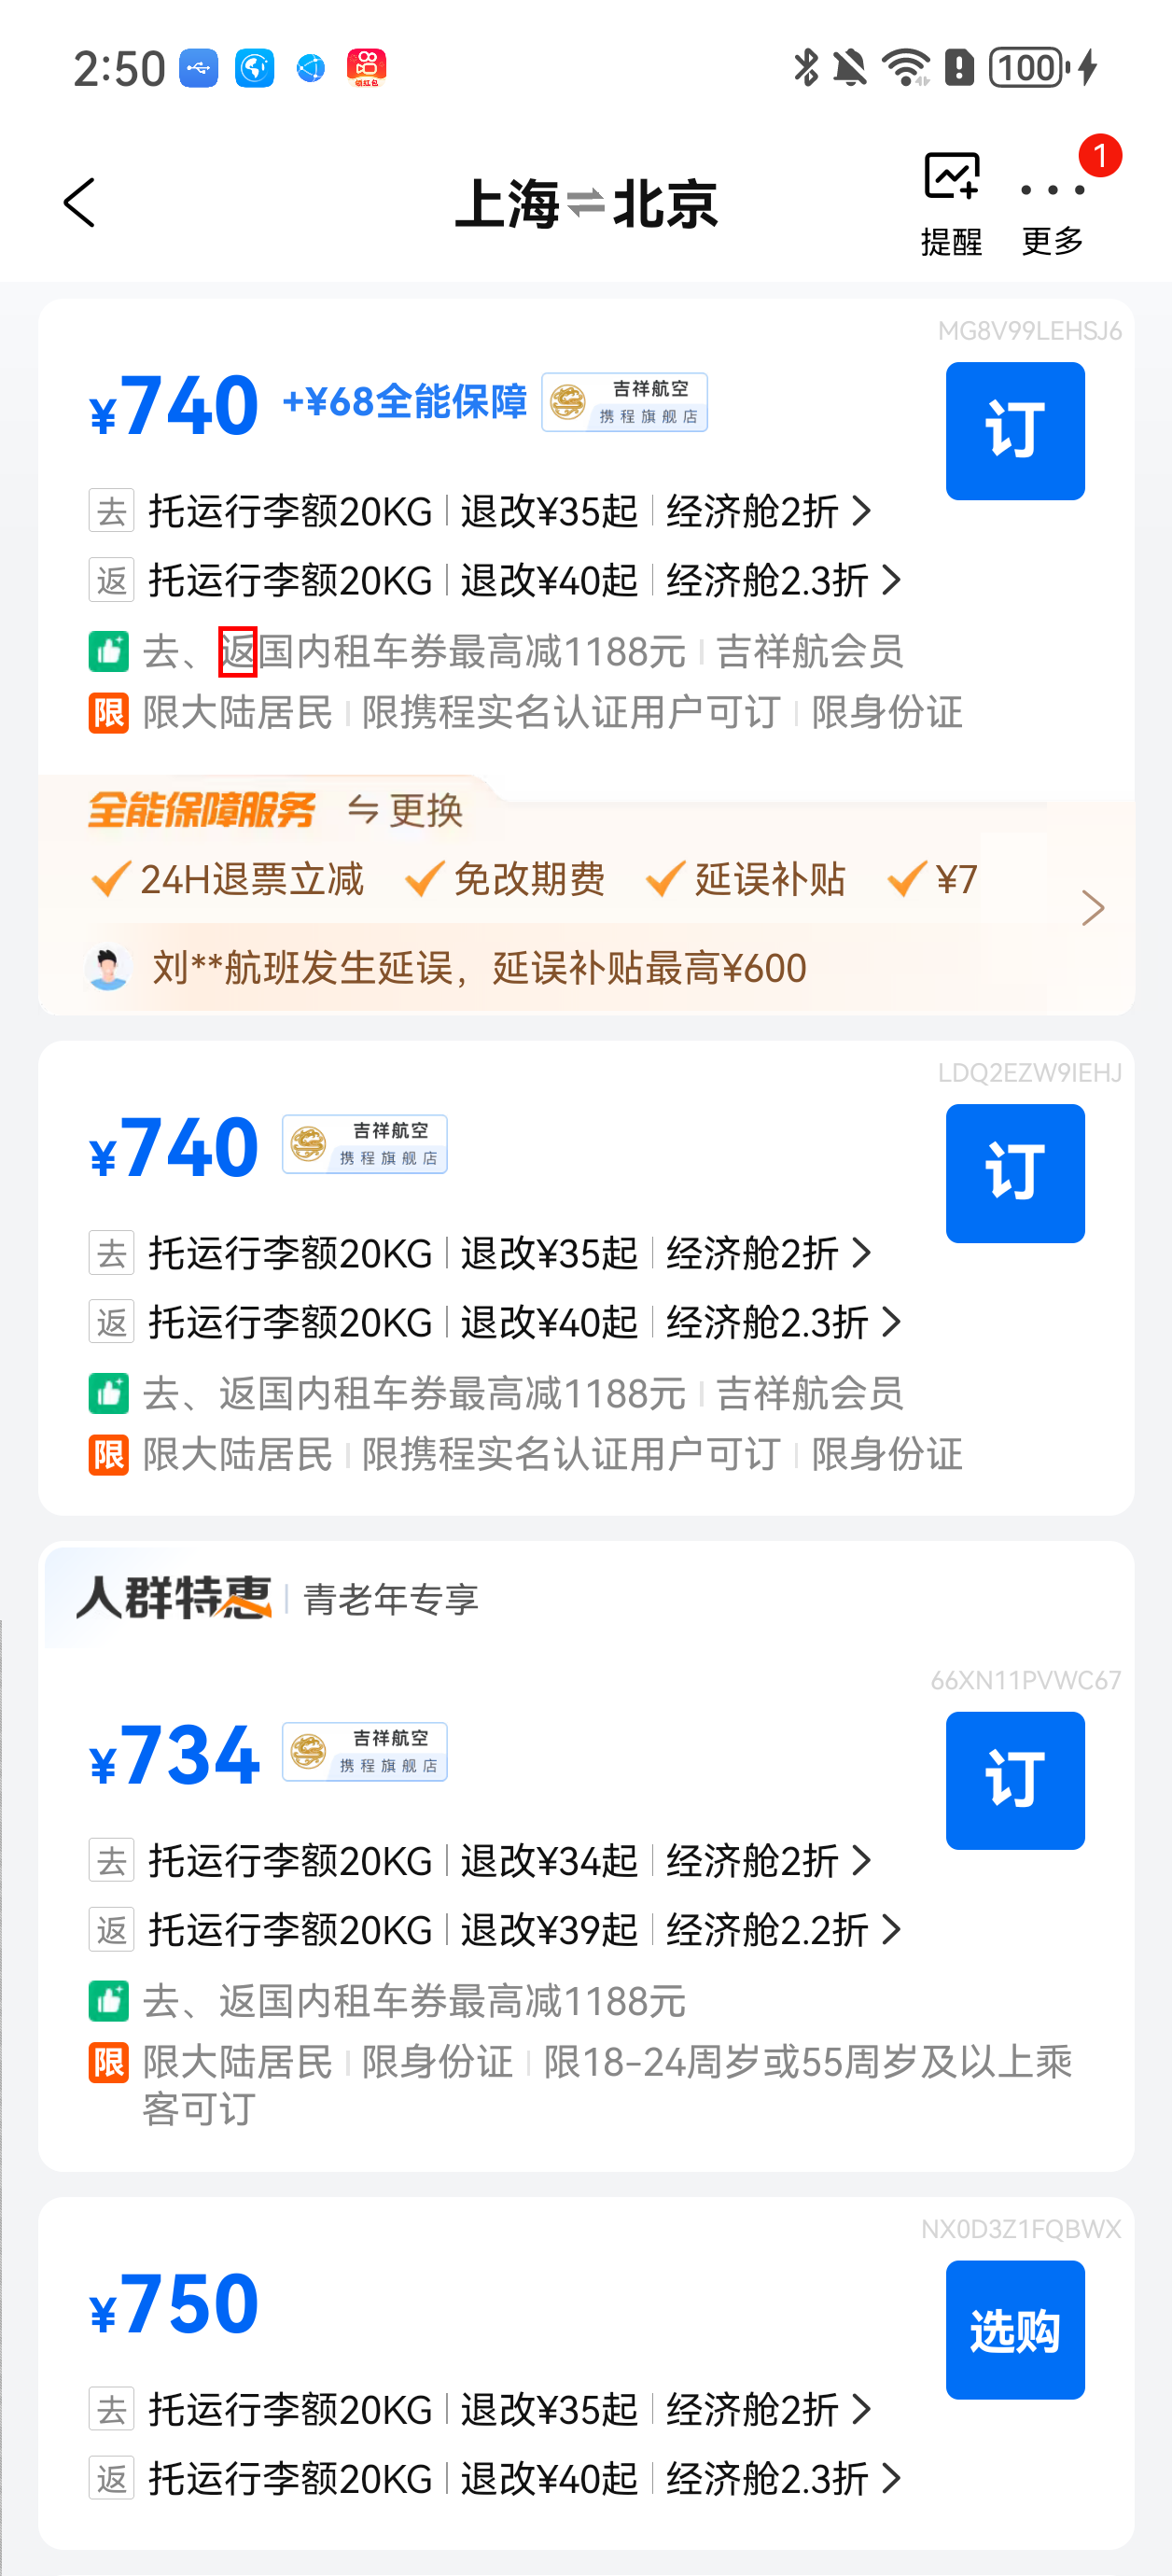 2:50
领红包
100
上海⇌北京
提醒
更多
1
MG8V99LEHSJ6
¥740 +¥68全能保障 吉祥航空 携程旗舰店
订
去 托运行李额20KG | 退改¥35起 | 经济舱2折 >
返 托运行李额20KG | 退改¥40起 | 经济舱2.3折 >
去、返国内租车券最高减1188元 | 吉祥航会员
限 限大陆居民 | 限携程实名认证用户可订 | 限身份证
全能保障服务 ⇋ 更换
24H退票立减 免改期费 延误补贴 ¥7
刘**航班发生延误，延误补贴最高¥600
LDQ2EZW9IEHJ
¥740 吉祥航空 携程旗舰店
订
去 托运行李额20KG | 退改¥35起 | 经济舱2折 >
返 托运行李额20KG | 退改¥40起 | 经济舱2.3折 >
去、返国内租车券最高减1188元 | 吉祥航会员
限 限大陆居民 | 限携程实名认证用户可订 | 限身份证
人群特惠 | 青老年专享
66XN11PVWC67
¥734 吉祥航空 携程旗舰店
订
去 托运行李额20KG | 退改¥34起 | 经济舱2折 >
返 托运行李额20KG | 退改¥39起 | 经济舱2.2折 >
去、返国内租车券最高减1188元
限 限大陆居民 | 限身份证 | 限18-24周岁或55周岁及以上乘
客可订
NX0D3Z1FQBWX
¥750
选购
去 托运行李额20KG | 退改¥35起 | 经济舱2折 >
返 托运行李额20KG | 退改¥40起 | 经济舱2.3折 >